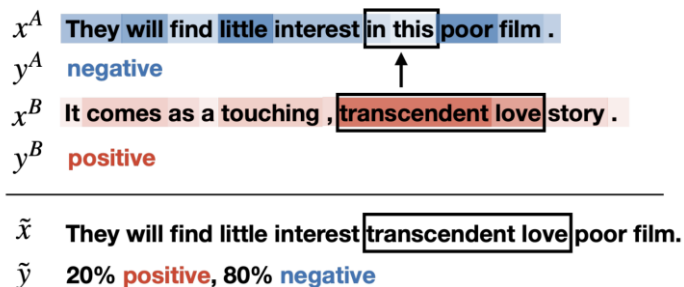 x^A They will find little interest in this poor film .
y^A negative
x^B It comes as a touching , transcendent love story .
y^B positive
x̃ They will find little interest transcendent love poor film.
ỹ 20% positive, 80% negative